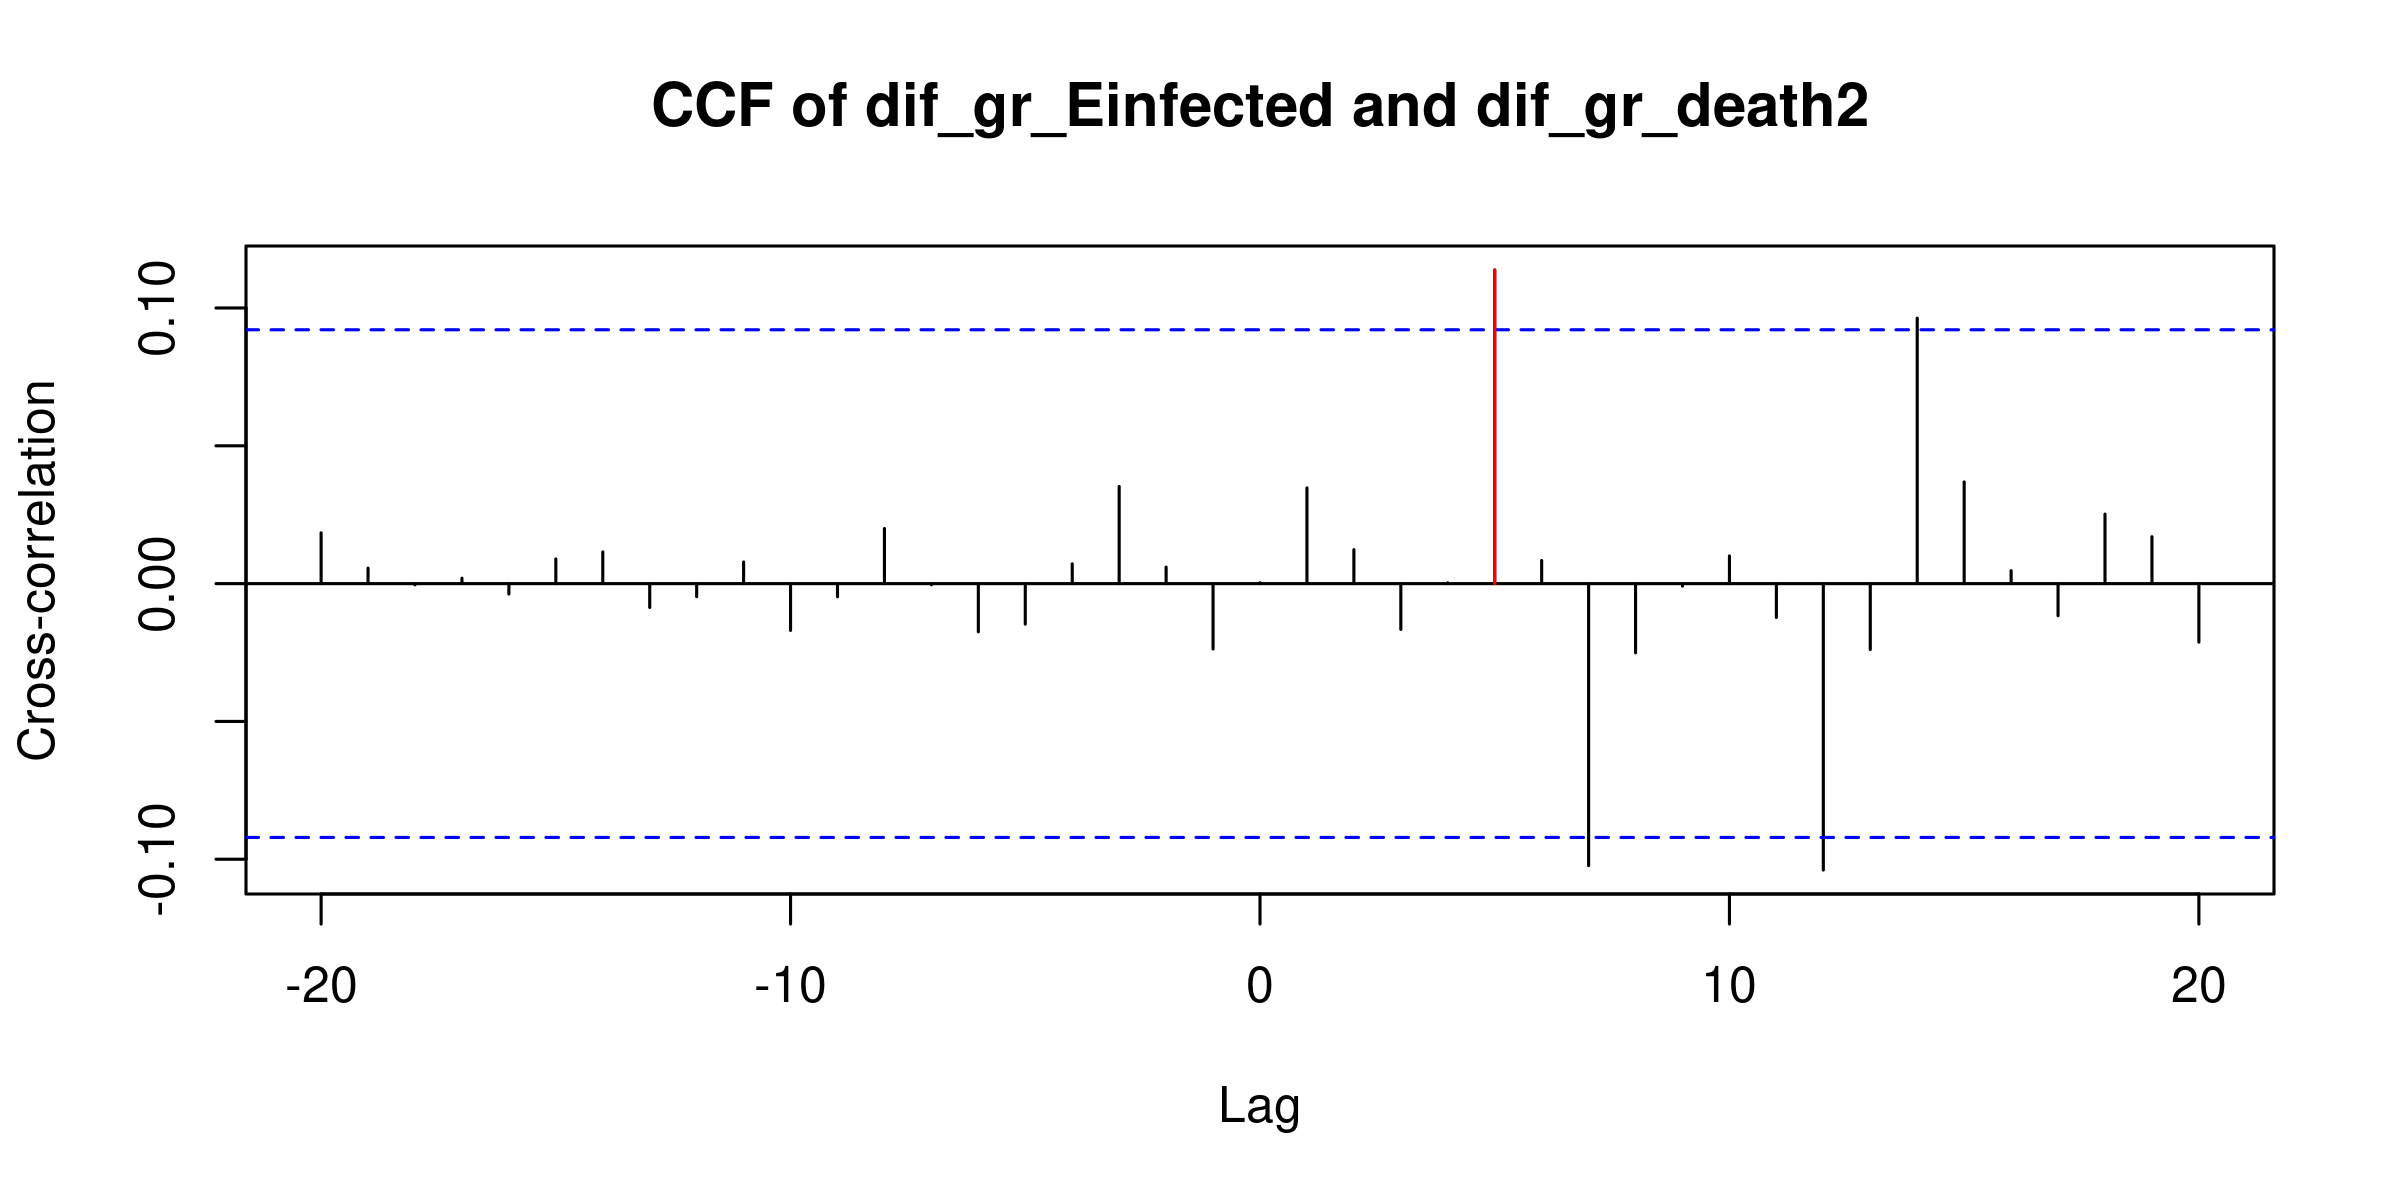 CCF of dif_gr_Einfected and dif_gr_death2
Cross-correlation
0.10
0.00
-0.10
-20
-10
0
10
20
Lag